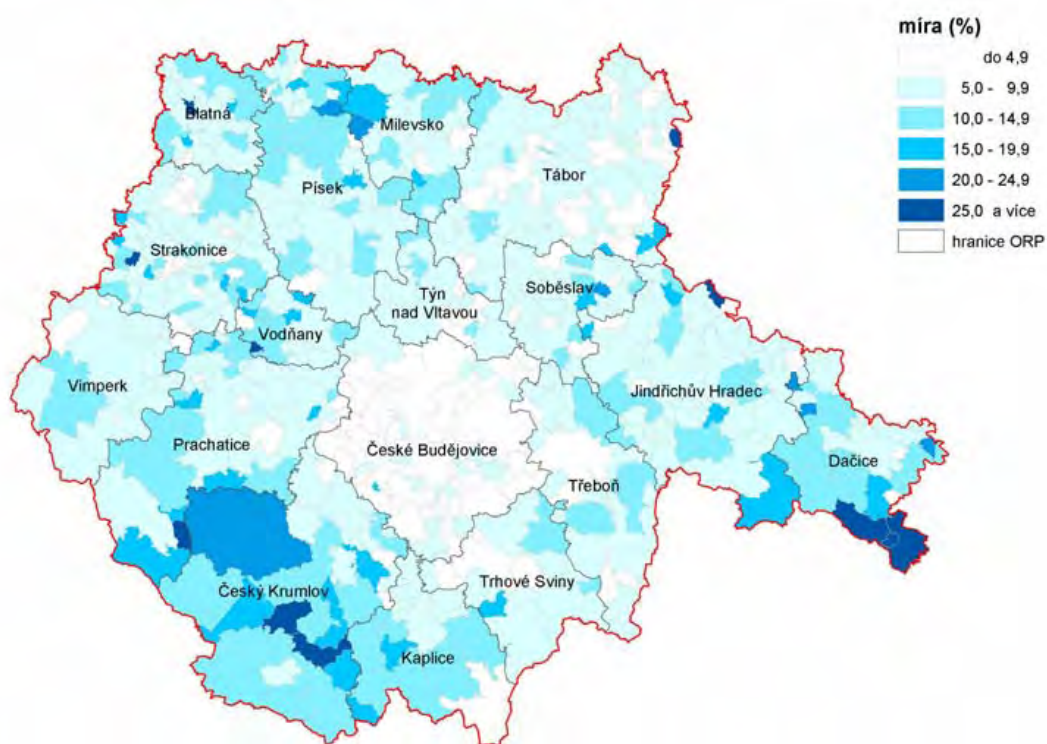 míra (%)
do 4,9
5,0 - 9,9
10,0 - 14,9
15,0 - 19,9
20,0 - 24,9
25,0 a více
hranice ORP
Blatná
Milevsko
Tábor
Písek
Strakonice
Soběslav
Týn
nad Vltavou
Vodňany
Vimperk
Jindřichův Hradec
Prachatice
České Budějovice
Dačice
Třeboň
Trhové Sviny
Český Krumlov
Kaplice